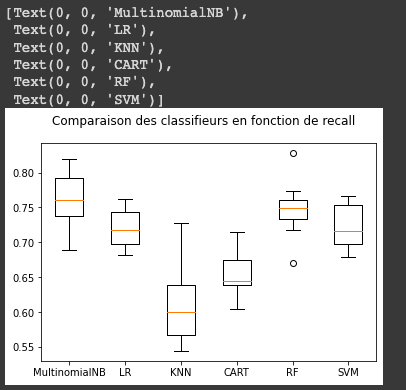 [Text(0, 0, 'MultinomialNB'),
Text(0, 0, 'LR'),
Text(0, 0, 'KNN'),
Text(0, 0, 'CART'),
Text(0, 0, 'RF'),
Text(0, 0, 'SVM')]
Comparaison des classifieurs en fonction de recall
0.80
0.75
0.70
0.65
0.60
0.55
MultinomialNB LR KNN CART RF SVM